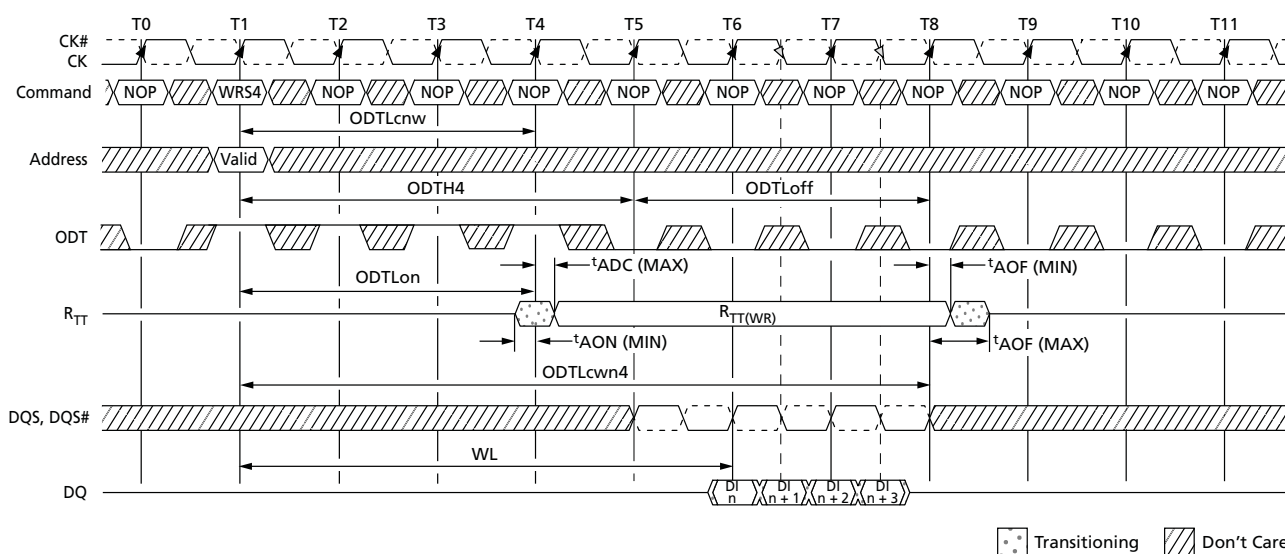 T0 T1 T2 T3 T4 T5 T6 T7 T8 T9 T10 T11
CK#
CK
Command NOP WRS4 NOP NOP NOP NOP NOP NOP NOP NOP NOP NOP
ODTLcnw
Address Valid
ODTH4 ODTLoff
ODT
tADC (MAX) tAOF (MIN)
ODTLon
RTT RTT(WR)
tAON (MIN) tAOF (MAX)
ODTLcwn4
DQS, DQS#
WL
DQ DI n DI n + 1 DI n + 2 DI n + 3
Transitioning Don't Care